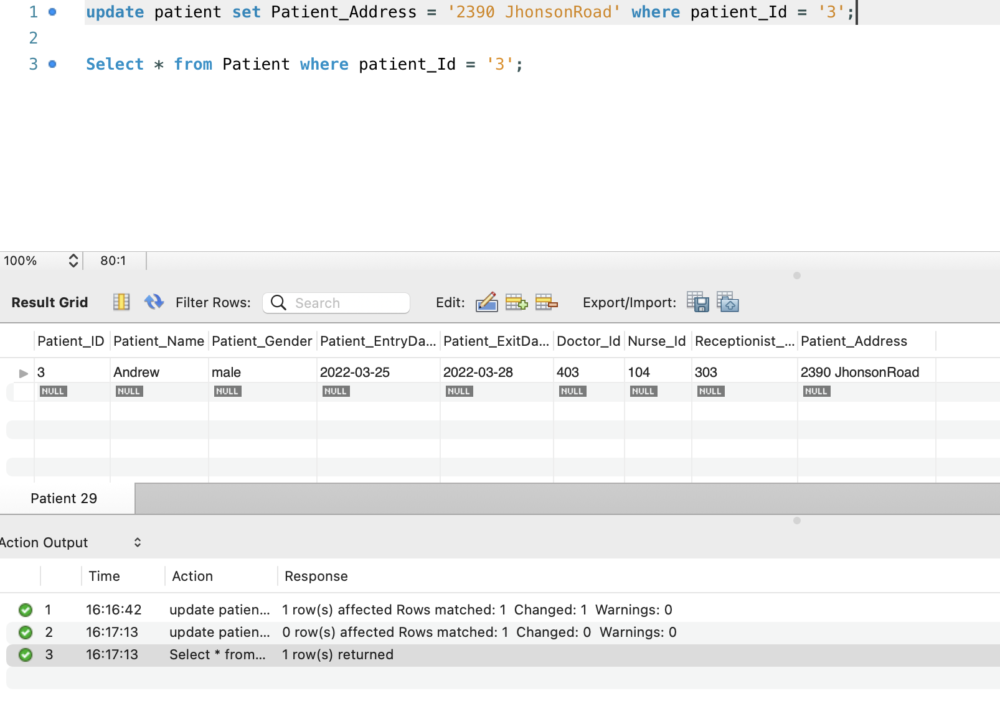 1 update patient set Patient_Address = '2390 JhonsonRoad' where patient_Id = '3';
2
3 Select * from Patient where patient_Id = '3';
100% 80:1
Result Grid Filter Rows: Search Edit: Export/Import:
Patient_ID Patient_Name Patient_Gender Patient_EntryDa... Patient_ExitDa... Doctor_Id Nurse_Id Receptionist_... Patient_Address
3 Andrew male 2022-03-25 2022-03-28 403 104 303 2390 JhonsonRoad
NULL NULL NULL NULL NULL NULL NULL NULL NULL
Patient 29
Action Output
Time Action Response
1 16:16:42 update patien... 1 row(s) affected Rows matched: 1 Changed: 1 Warnings: 0
2 16:17:13 update patien... 0 row(s) affected Rows matched: 1 Changed: 0 Warnings: 0
3 16:17:13 Select * from... 1 row(s) returned